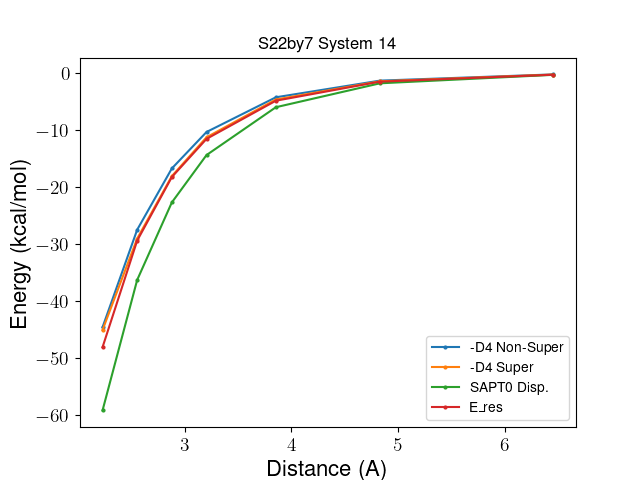 S22by7 System 14
Energy (kcal/mol)
0
−10
−20
−30
−40
−50
−60
3
4
5
6
Distance (A)
-D4 Non-Super
-D4 Super
SAPT0 Disp.
E_res